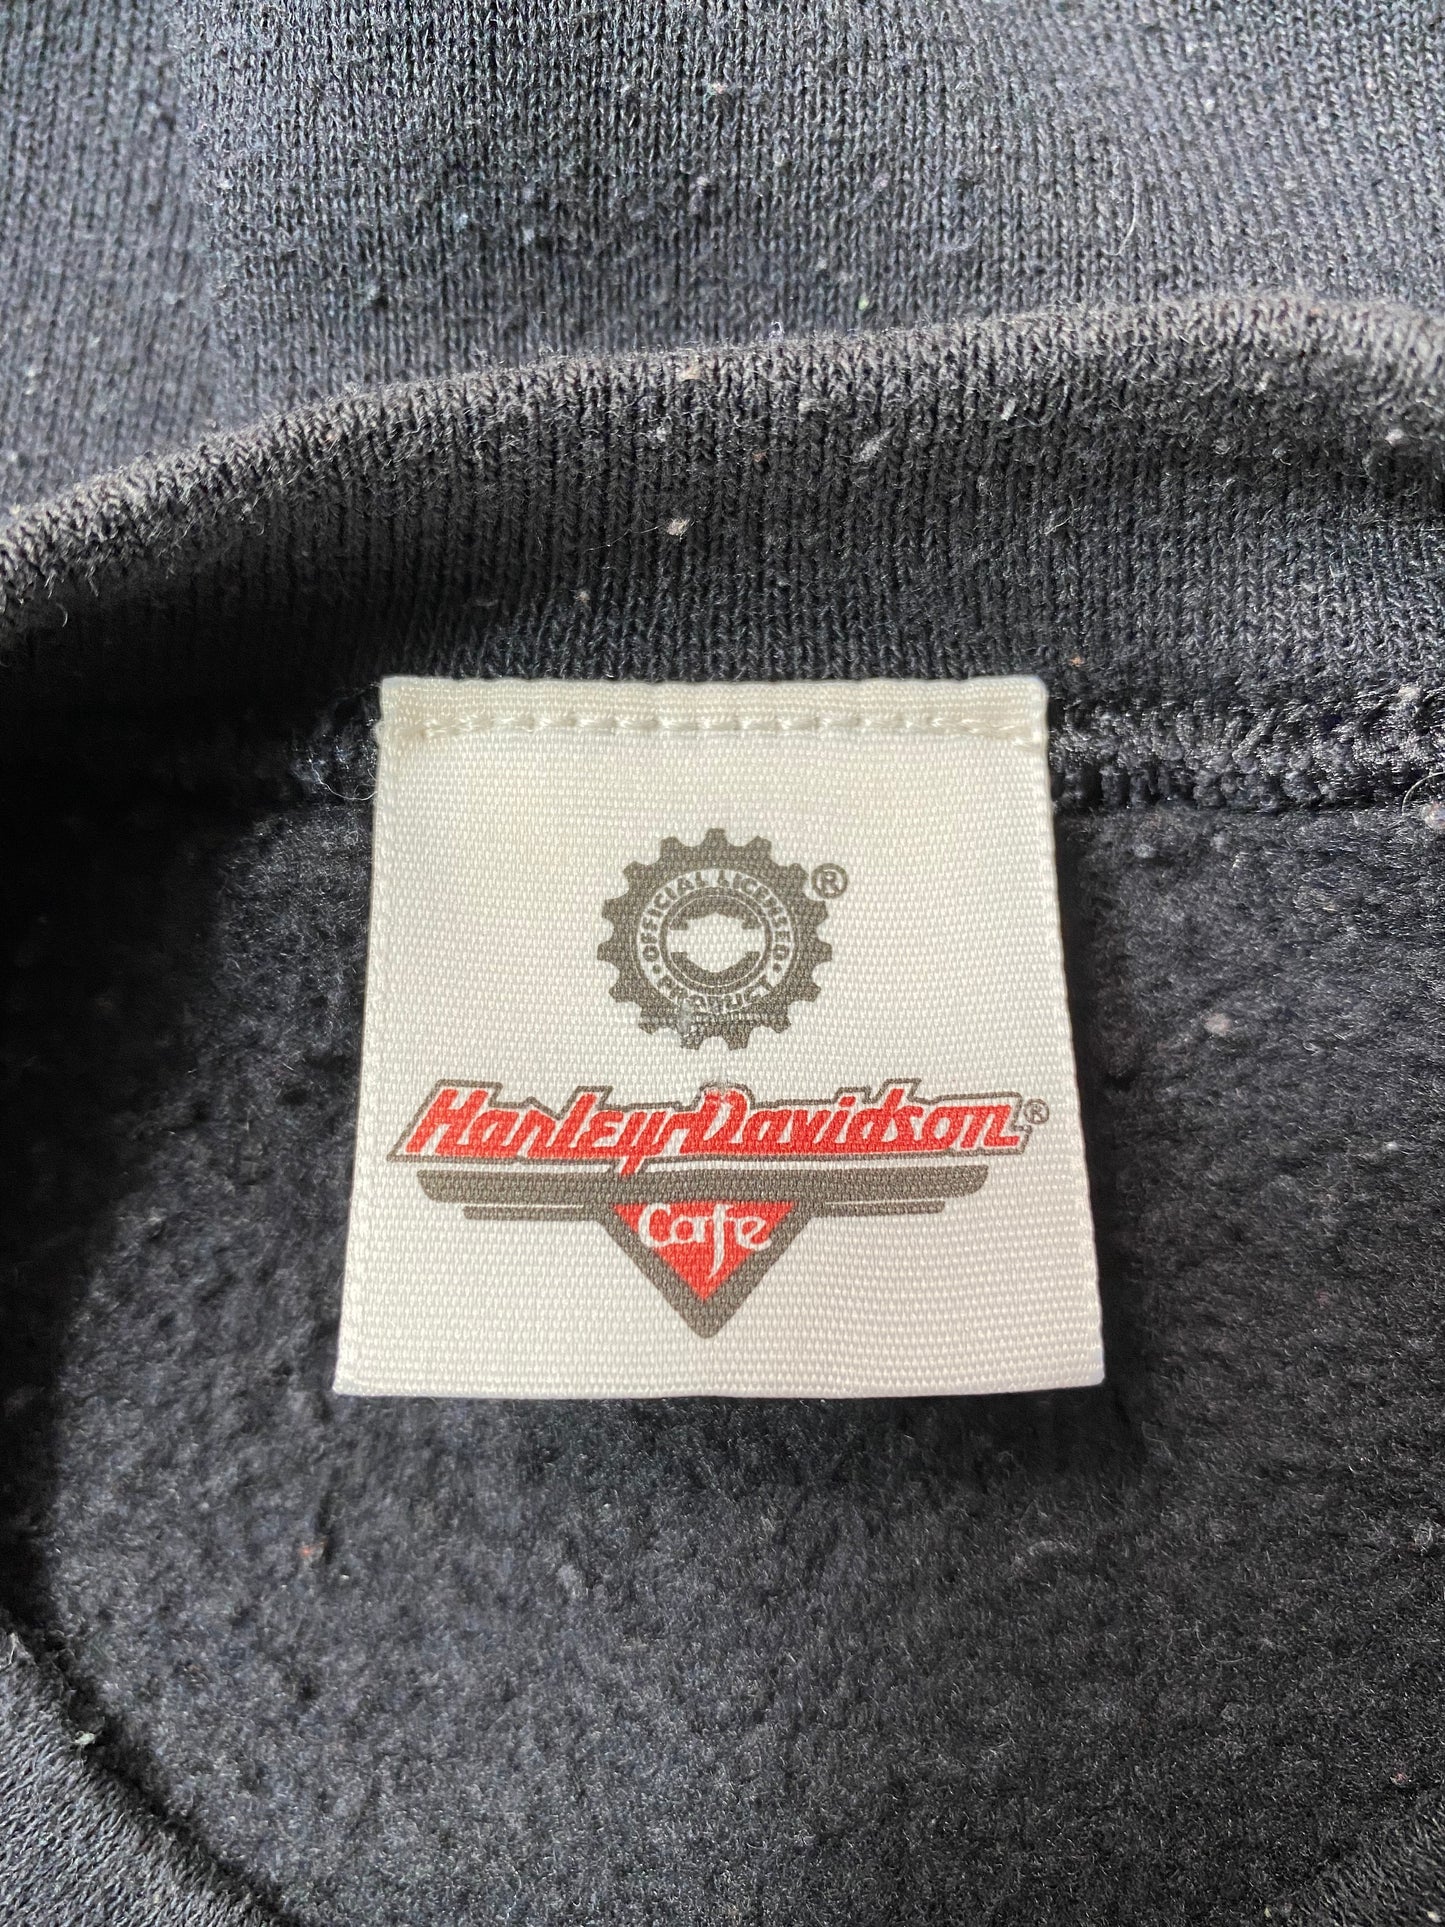 OFFICIAL LICENSED
• PRODUCT •
®
Harley-Davidson®
Cafe